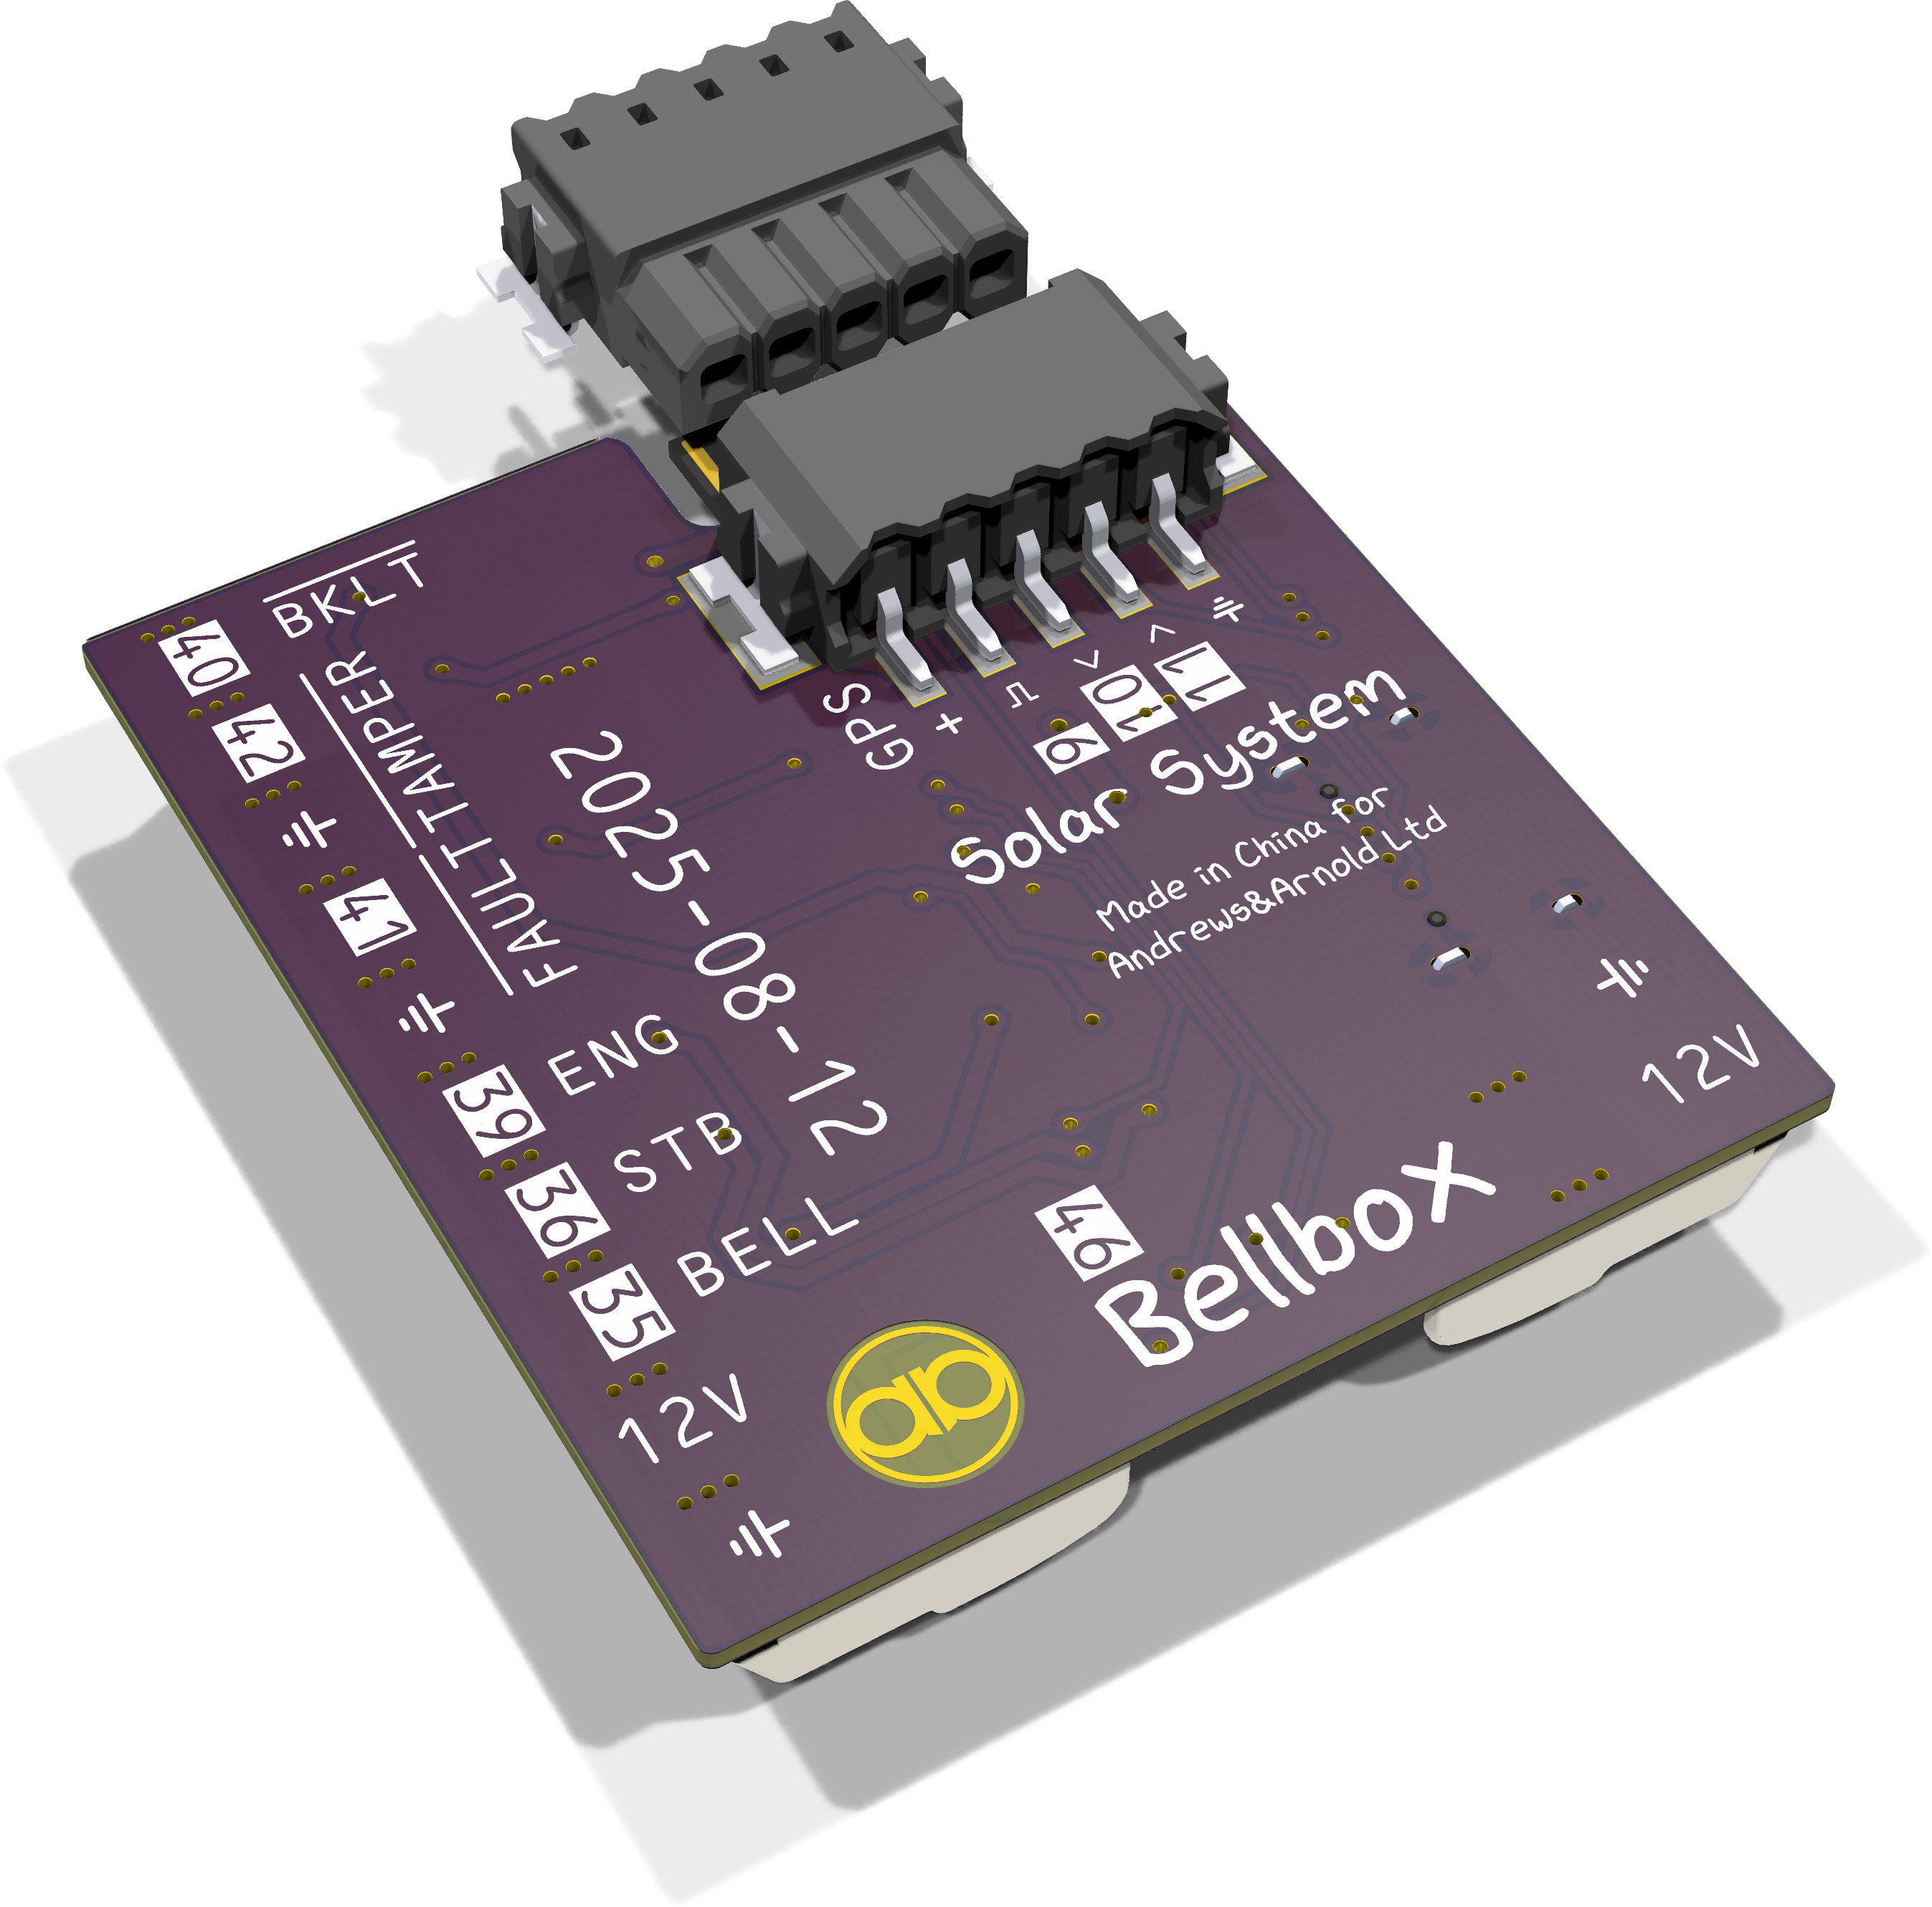 BKLT
40
42
41
39
36
35
TAMPER
FAULT
ENG
STB
BELL
12V
2025-08-12
GPS
+
9
10
11
Solar System
Made in China for
Andrews&Arnold Ltd
12V
46
Bellbox